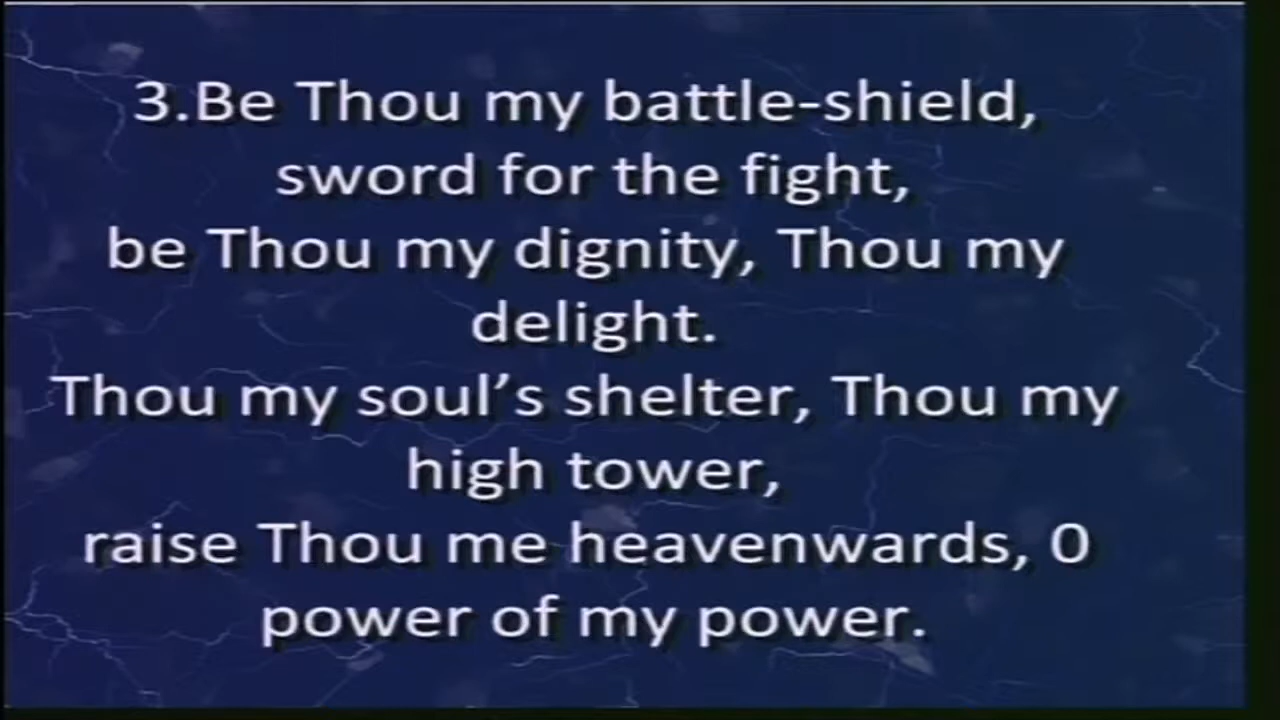 3.Be Thou my battle-shield,
sword for the fight,
be Thou my dignity, Thou my
delight.
Thou my soul’s shelter, Thou my
high tower,
raise Thou me heavenwards, 0
power of my power.